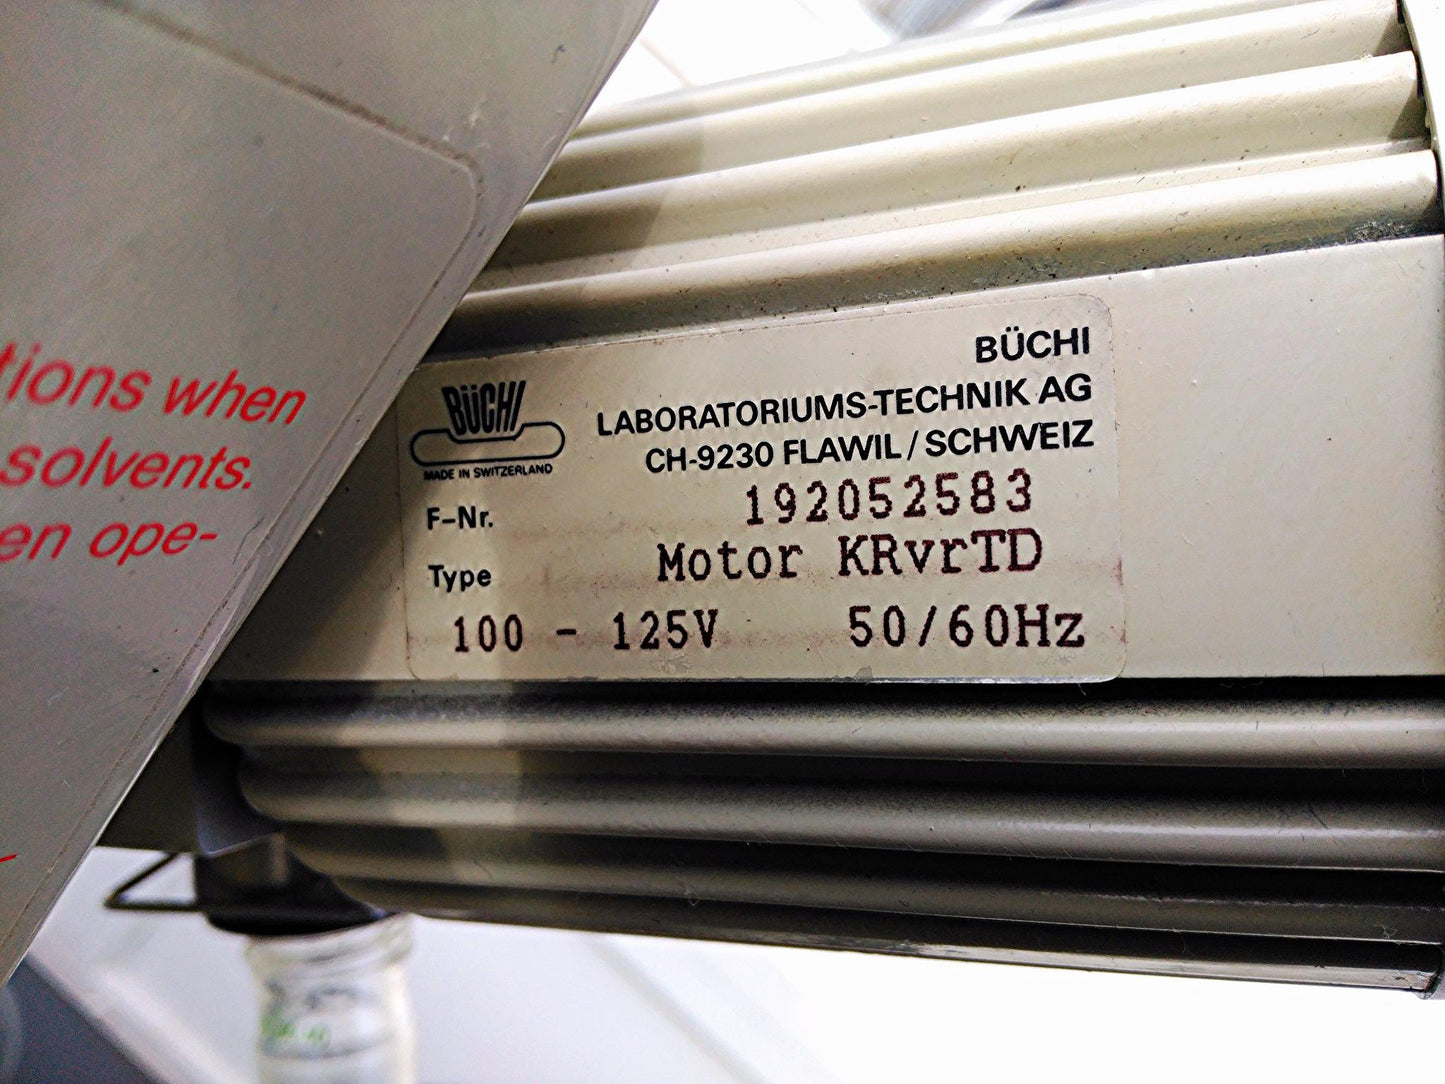 tions when
solvents.
en ope-
BÜCHI
BÜCHI
LABORATORIUMS-TECHNIK AG
MADE IN SWITZERLAND
CH-9230 FLAWIL / SCHWEIZ
F-Nr. 192052583
Type Motor KRvrTD
100 - 125V 50/60Hz